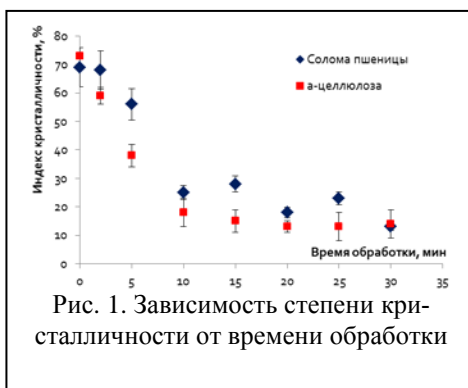 80
70
60
50
40
30
20
10
0
Индекс кристалличности, %
Солома пшеницы
а-целлюлоза
Время обработки, мин
0 5 10 15 20 25 30 35
Рис. 1. Зависимость степени кри-
сталличности от времени обработки